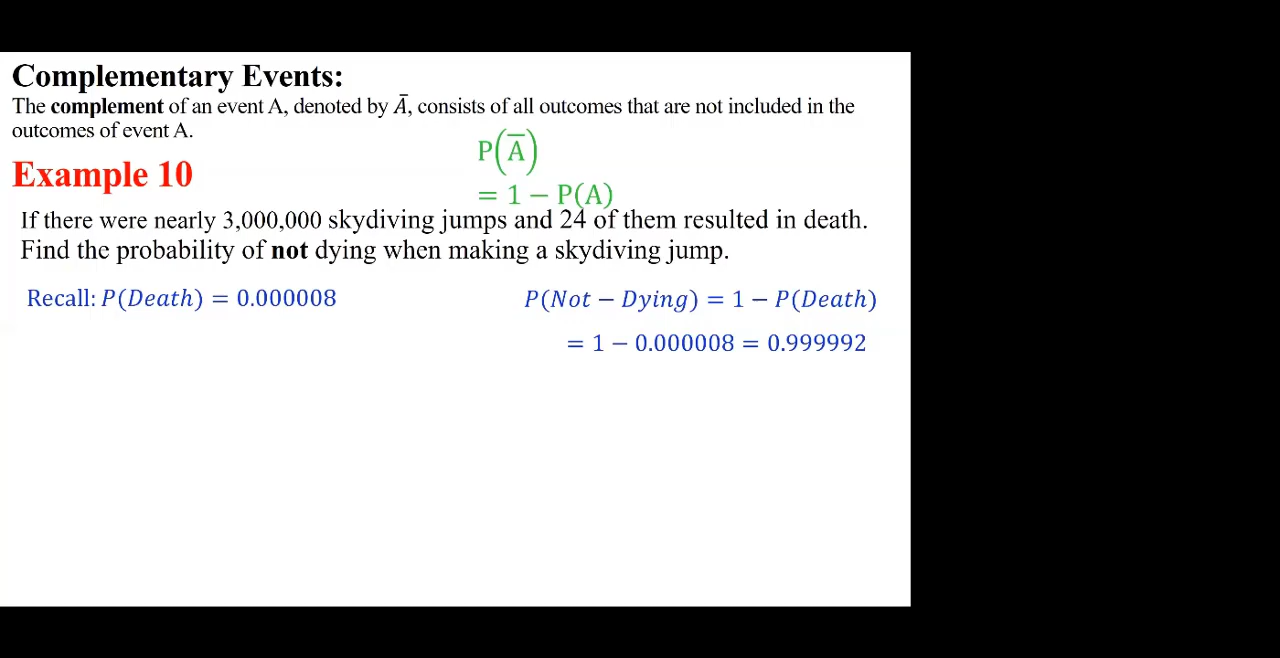 Complementary Events:
The complement of an event A, denoted by Ā, consists of all outcomes that are not included in the
outcomes of event A.
P(A̅)
= 1 − P(A)
Example 10
If there were nearly 3,000,000 skydiving jumps and 24 of them resulted in death.
Find the probability of not dying when making a skydiving jump.
Recall: P(Death) = 0.000008
P(Not − Dying) = 1 − P(Death)
= 1 − 0.000008 = 0.999992